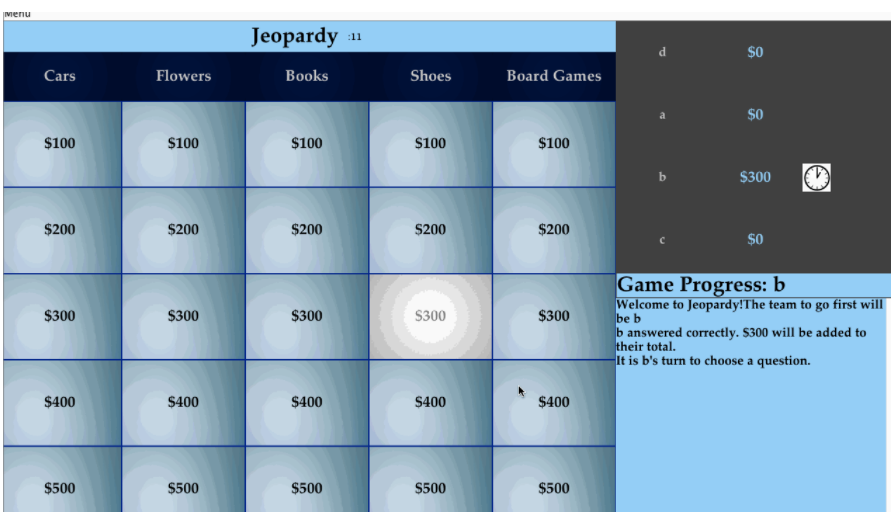 Menu
Jeopardy :11
Cars Flowers Books Shoes Board Games
$100 $100 $100 $100 $100
$200 $200 $200 $200 $200
$300 $300 $300 $300 $300
$400 $400 $400 $400 $400
$500 $500 $500 $500 $500
d $0
a $0
b $300
c $0
Game Progress: b
Welcome to Jeopardy!The team to go first will
be b
b answered correctly. $300 will be added to
their total.
It is b's turn to choose a question.